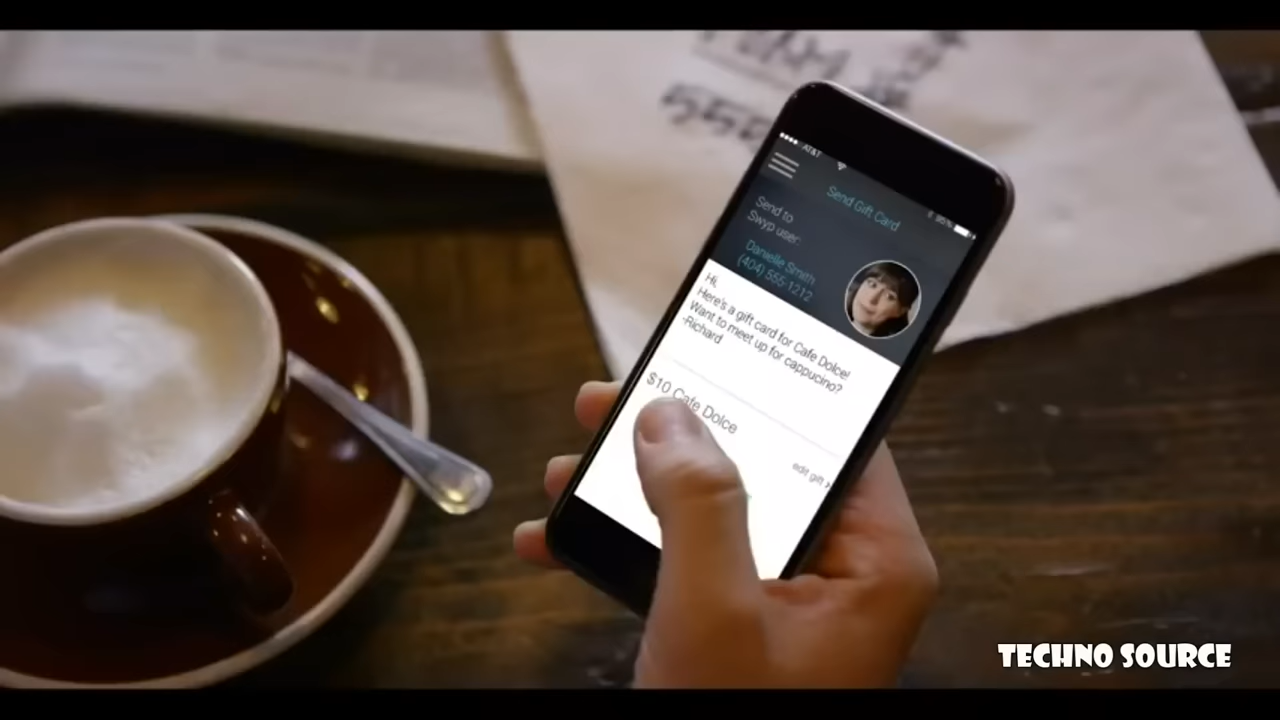 AT&T
95%
Send Gift Card
Send to
Swyp user:
Danielle Smith
(404) 555-1212
Hi,
Here's a gift card for Cafe Dolce!
Want to meet up for cappucino?
-Richard
$10 Cafe Dolce
edit gift >
TECHNO SOURCE